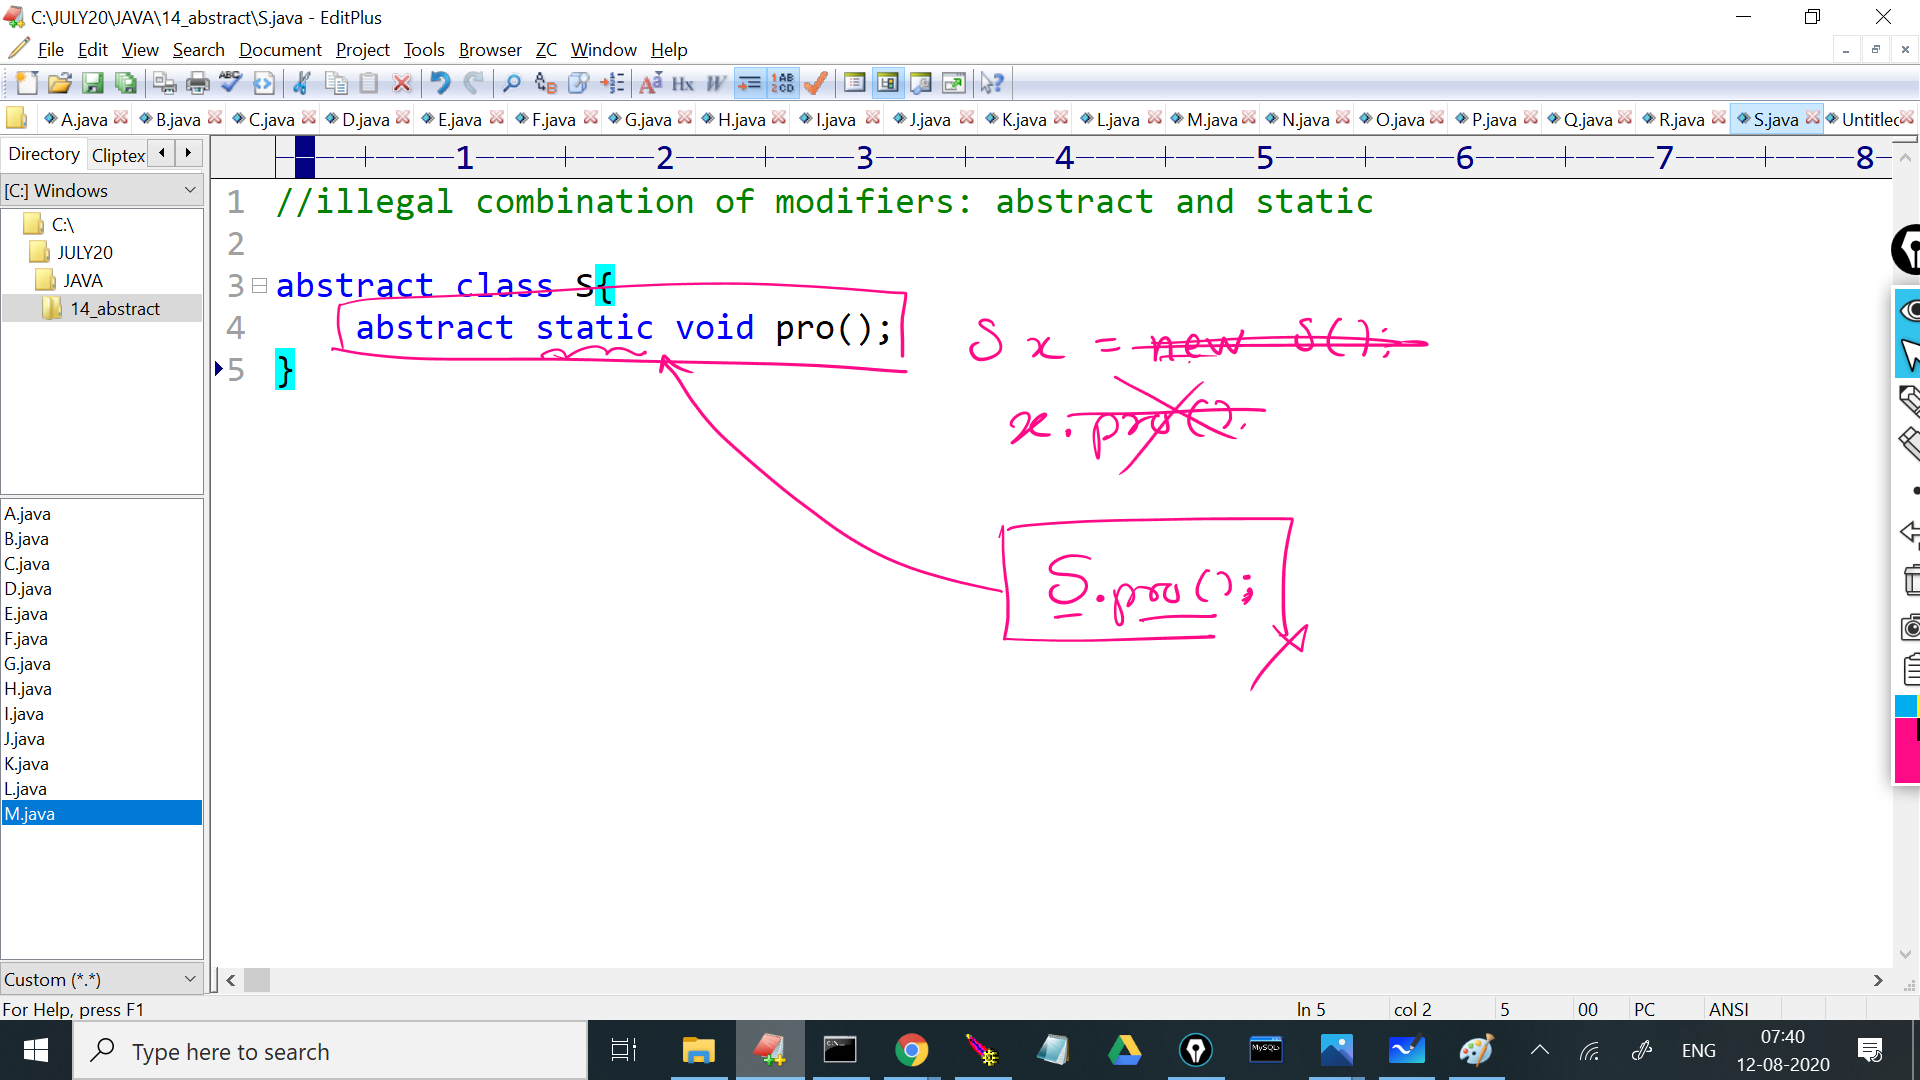 C:\JULY20\JAVA\14_abstract\S.java - EditPlus
File Edit View Search Document Project Tools Browser ZC Window Help
A.java B.java C.java D.java E.java F.java G.java H.java I.java J.java K.java L.java M.java N.java O.java P.java Q.java R.java S.java Untitled
Directory Cliptex
[C:] Windows
C:\
JULY20
JAVA
14_abstract
A.java
B.java
C.java
D.java
E.java
F.java
G.java
H.java
I.java
J.java
K.java
L.java
M.java
Custom (*.*)
1 2 3 4 5 6 7 8
1 //illegal combination of modifiers: abstract and static
2
3 abstract class S{
4 abstract static void pro();
5 }
S x = new S();
x.pro();
S.pro();
For Help, press F1 ln 5 col 2 5 00 PC ANSI
Type here to search
MySQL
ENG
07:40
12-08-2020